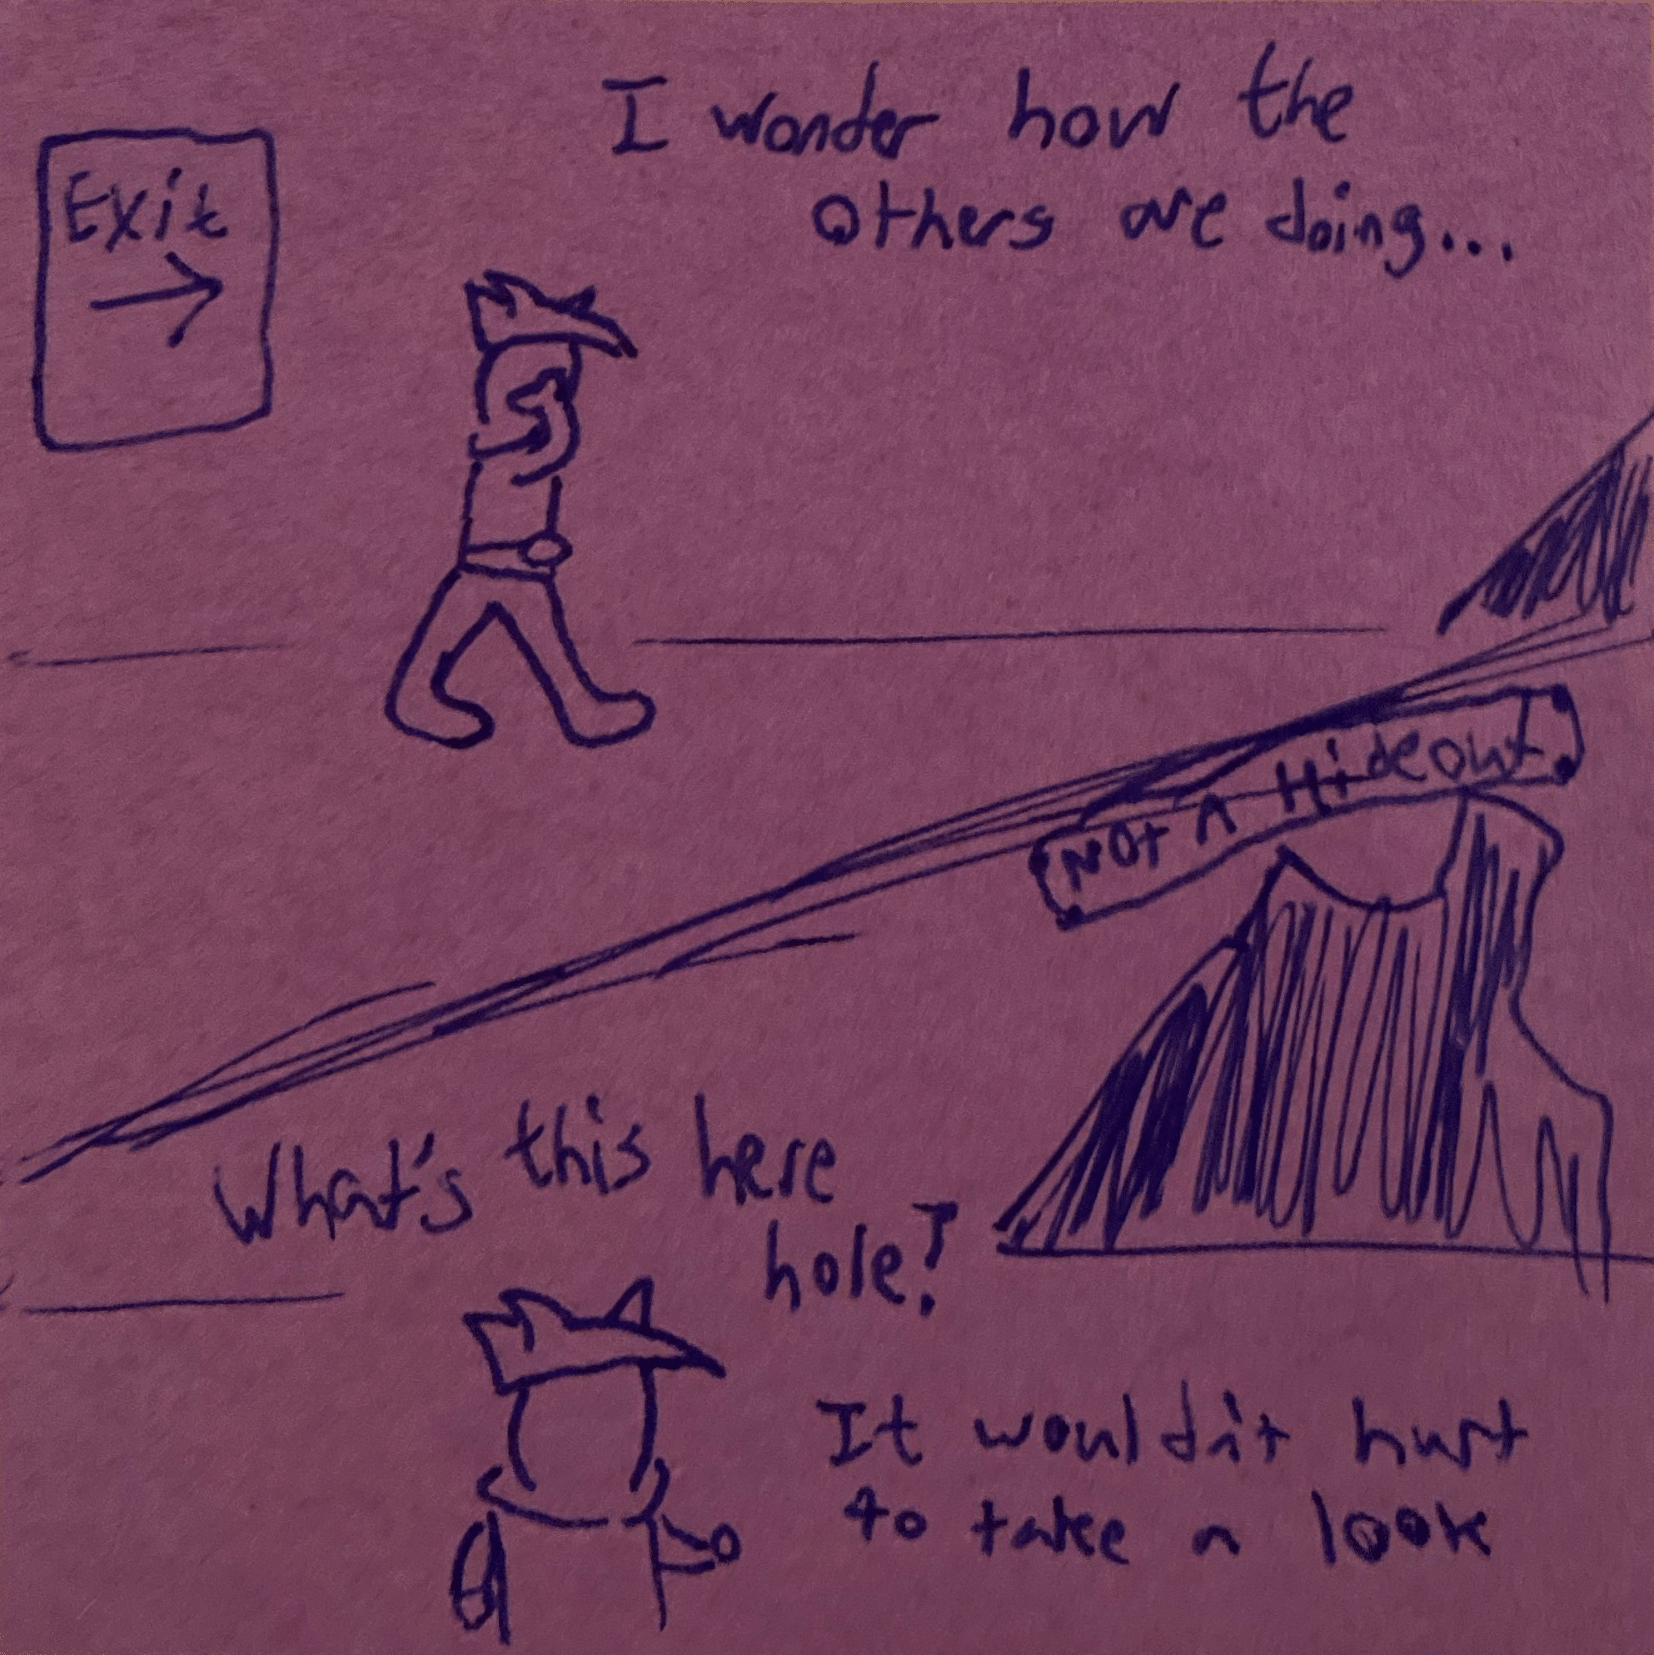 I wonder how the
others are doing...
Exit
Not A Hideout
What's this here
hole?
It wouldn't hurt
to take a look